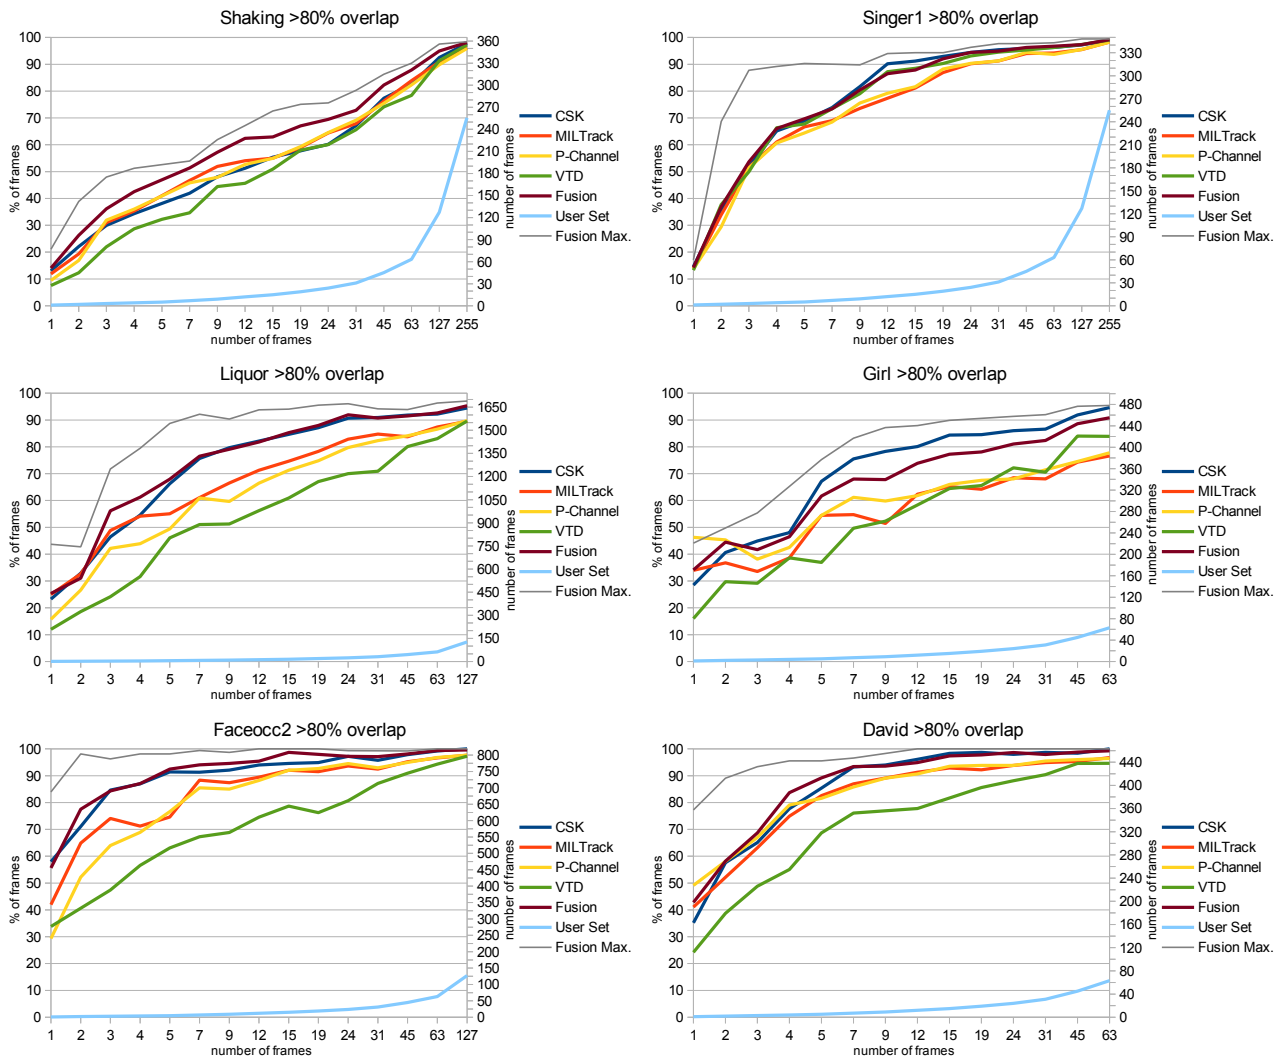 Shaking >80% overlap
% of frames
100
90
80
70
60
50
40
30
20
10
0
360
330
300
270
240
210
180
150
120
90
60
30
0
number of frames
1 2 3 4 5 7 9 12 15 19 24 31 45 63 127 255
number of frames
CSK
MILTrack
P-Channel
VTD
Fusion
User Set
Fusion Max.
Singer1 >80% overlap
% of frames
100
90
80
70
60
50
40
30
20
10
0
330
300
270
240
210
180
150
120
90
60
30
0
number of frames
1 2 3 4 5 7 9 12 15 19 24 31 45 63 127 255
number of frames
CSK
MILTrack
P-Channel
VTD
Fusion
User Set
Fusion Max.
Liquor >80% overlap
% of frames
100
90
80
70
60
50
40
30
20
10
0
1650
1500
1350
1200
1050
900
750
600
450
300
150
0
number of frames
1 2 3 4 5 7 9 12 15 19 24 31 45 63 127
number of frames
CSK
MILTrack
P-Channel
VTD
Fusion
User Set
Fusion Max.
Girl >80% overlap
% of frames
100
90
80
70
60
50
40
30
20
10
0
480
440
400
360
320
280
240
200
160
120
80
40
0
number of frames
1 2 3 4 5 7 9 12 15 19 24 31 45 63
number of frames
CSK
MILTrack
P-Channel
VTD
Fusion
User Set
Fusion Max.
Faceocc2 >80% overlap
% of frames
100
90
80
70
60
50
40
30
20
10
0
800
750
700
650
600
550
500
450
400
350
300
250
200
150
100
50
0
number of frames
1 2 3 4 5 7 9 12 15 19 24 31 45 63 127
number of frames
CSK
MILTrack
P-Channel
VTD
Fusion
User Set
Fusion Max.
David >80% overlap
% of frames
100
90
80
70
60
50
40
30
20
10
0
440
400
360
320
280
240
200
160
120
80
40
0
number of frames
1 2 3 4 5 7 9 12 15 19 24 31 45 63
number of frames
CSK
MILTrack
P-Channel
VTD
Fusion
User Set
Fusion Max.